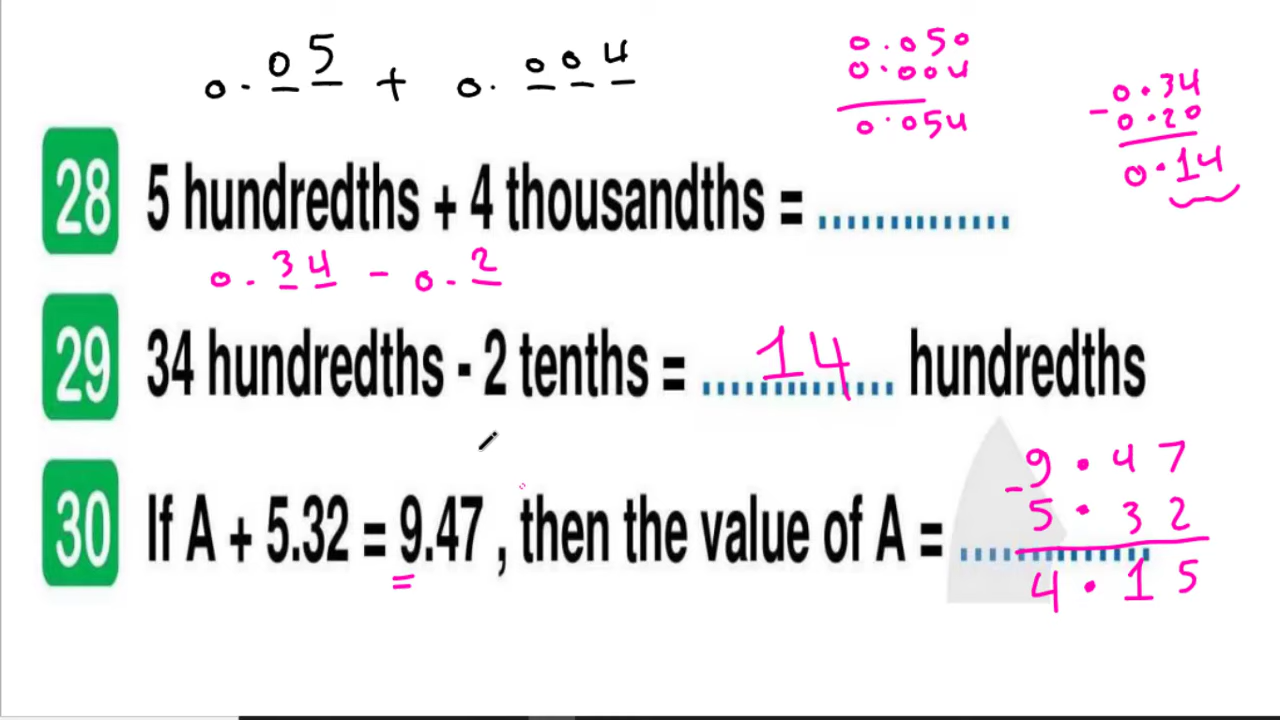 0.05 + 0.004
0.050
0.004
0.054
0.34
- 0.20
0.14
28 5 hundredths + 4 thousandths = ..............
0.34 - 0.2
29 34 hundredths - 2 tenths = ....14.... hundredths
30 If A + 5.32 = 9.47 , then the value of A = ..............
9.47
- 5.32
4.15